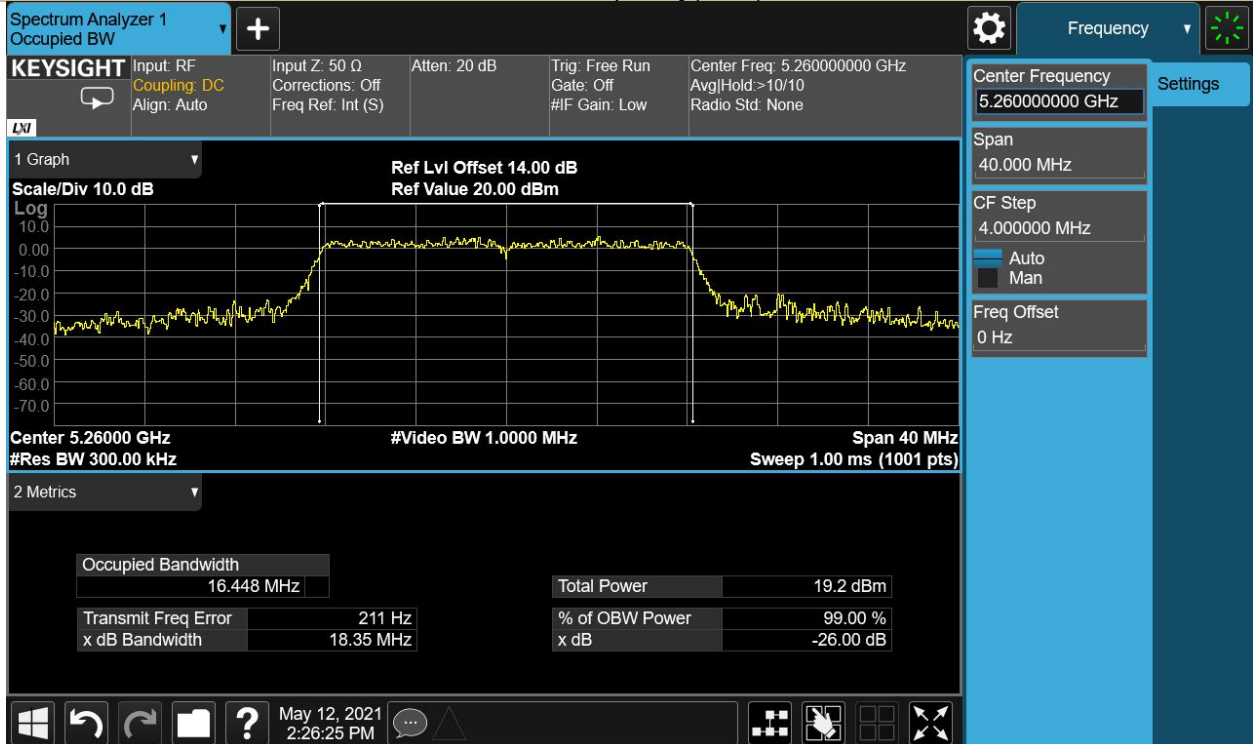 Spectrum Analyzer 1
Occupied BW
+
Frequency
KEYSIGHT
LXI
Input: RF
Coupling: DC
Align: Auto
Input Z: 50 Ω
Corrections: Off
Freq Ref: Int (S)
Atten: 20 dB
Trig: Free Run
Gate: Off
#IF Gain: Low
Center Freq: 5.260000000 GHz
Avg|Hold:>10/10
Radio Std: None
Center Frequency
5.260000000 GHz
Settings
Span
40.000 MHz
CF Step
4.000000 MHz
Auto
Man
Freq Offset
0 Hz
1 Graph
Scale/Div 10.0 dB
Ref Lvl Offset 14.00 dB
Ref Value 20.00 dBm
Log
10.0
0.00
-10.0
-20.0
-30.0
-40.0
-50.0
-60.0
-70.0
Center 5.26000 GHz
#Video BW 1.0000 MHz
Span 40 MHz
#Res BW 300.00 kHz
Sweep 1.00 ms (1001 pts)
2 Metrics
Occupied Bandwidth
16.448 MHz
Total Power 19.2 dBm
Transmit Freq Error 211 Hz
% of OBW Power 99.00 %
x dB Bandwidth 18.35 MHz
x dB -26.00 dB
?
May 12, 2021
2:26:25 PM